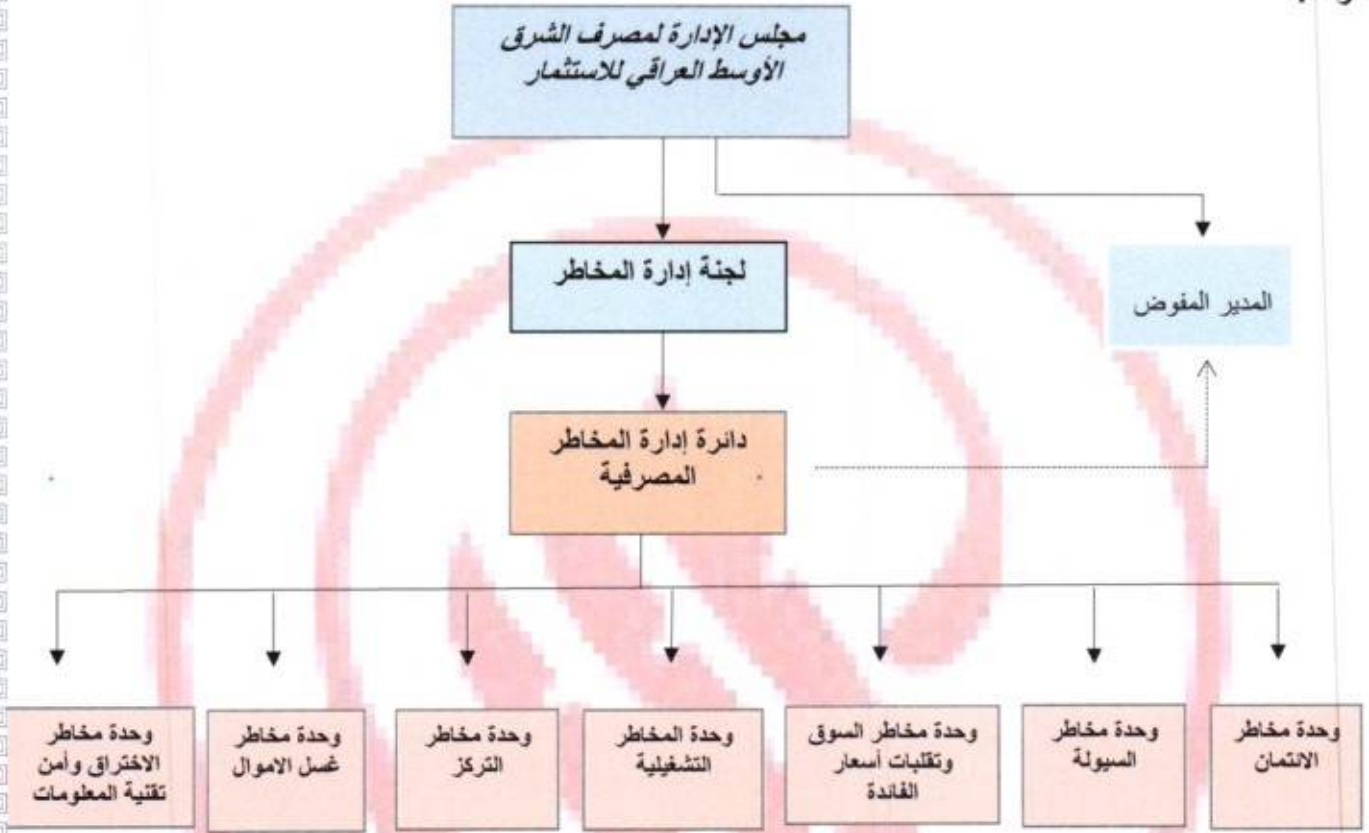 مجلس الإدارة لمصرف الشرق
الأوسط العراقي للاستثمار
لجنة إدارة المخاطر
المدير المفوض
دائرة إدارة المخاطر
المصرفية
وحدة مخاطر
الائتمان
وحدة مخاطر
السيولة
وحدة مخاطر السوق
وتقلبات أسعار
الفائدة
وحدة المخاطر
التشغيلية
وحدة مخاطر
التركز
وحدة مخاطر
غسل الاموال
وحدة مخاطر
الاختراق وأمن
تقنية المعلومات